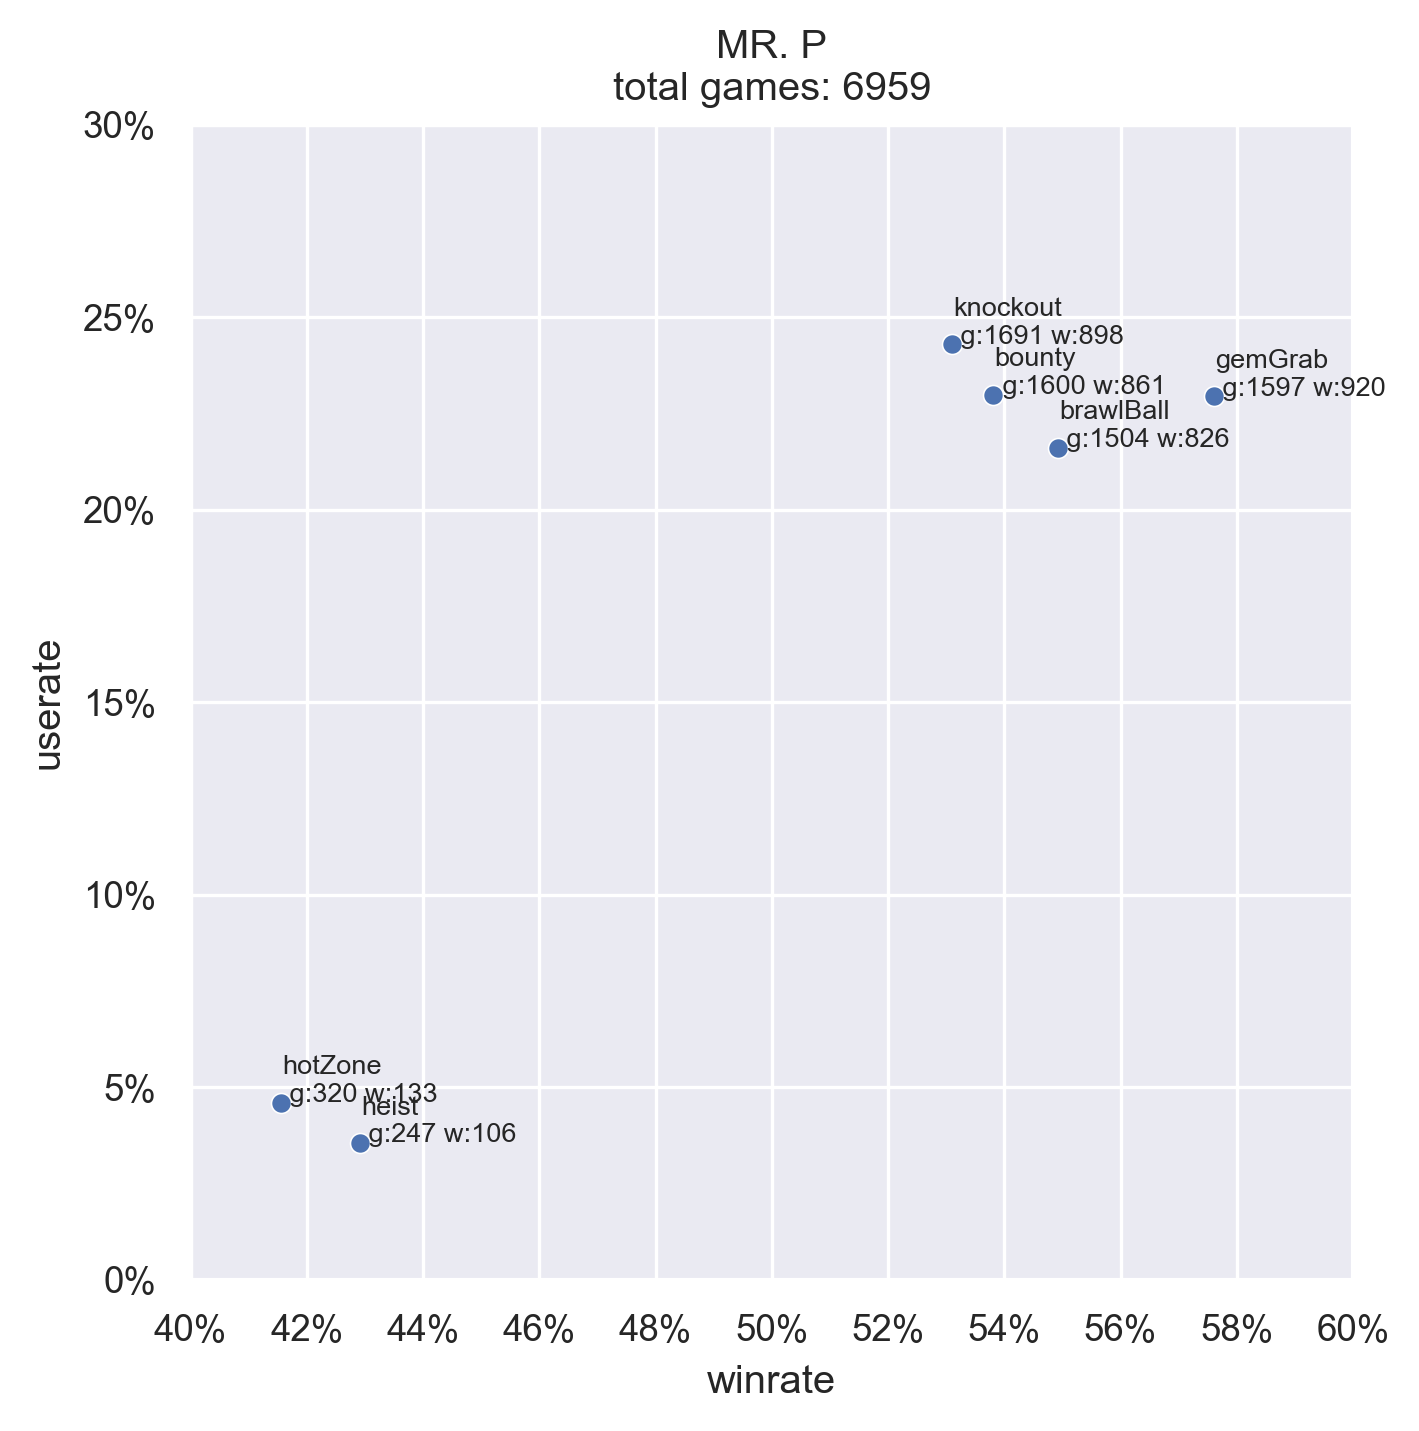 MR. P
total games: 6959
30%
25%
20%
15%
10%
5%
0%
userate
knockout
g:1691 w:898
bounty
g:1600 w:861
gemGrab
g:1597 w:920
brawlBall
g:1504 w:826
hotZone
g:320 w:133
heist
g:247 w:106
40% 42% 44% 46% 48% 50% 52% 54% 56% 58% 60%
winrate